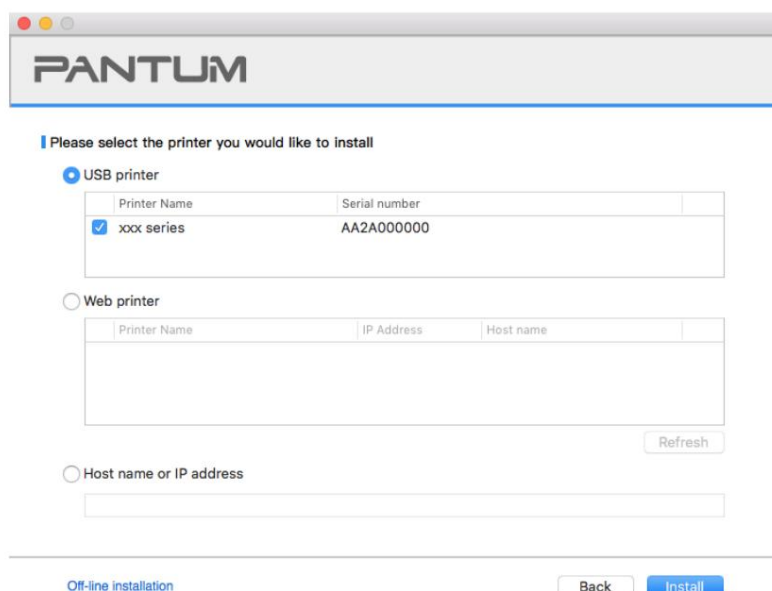 PANTUM
Please select the printer you would like to install
USB printer
Printer Name Serial number
xxx series AA2A000000
Web printer
Printer Name IP Address Host name
Refresh
Host name or IP address
Off-line installation Back Install